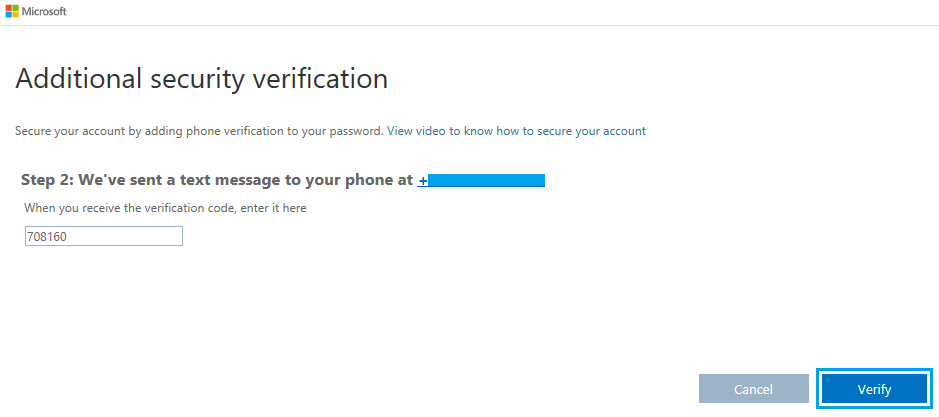 Microsoft
Additional security verification
Secure your account by adding phone verification to your password. View video to know how to secure your account
Step 2: We've sent a text message to your phone at +
When you receive the verification code, enter it here
708160
Cancel
Verify